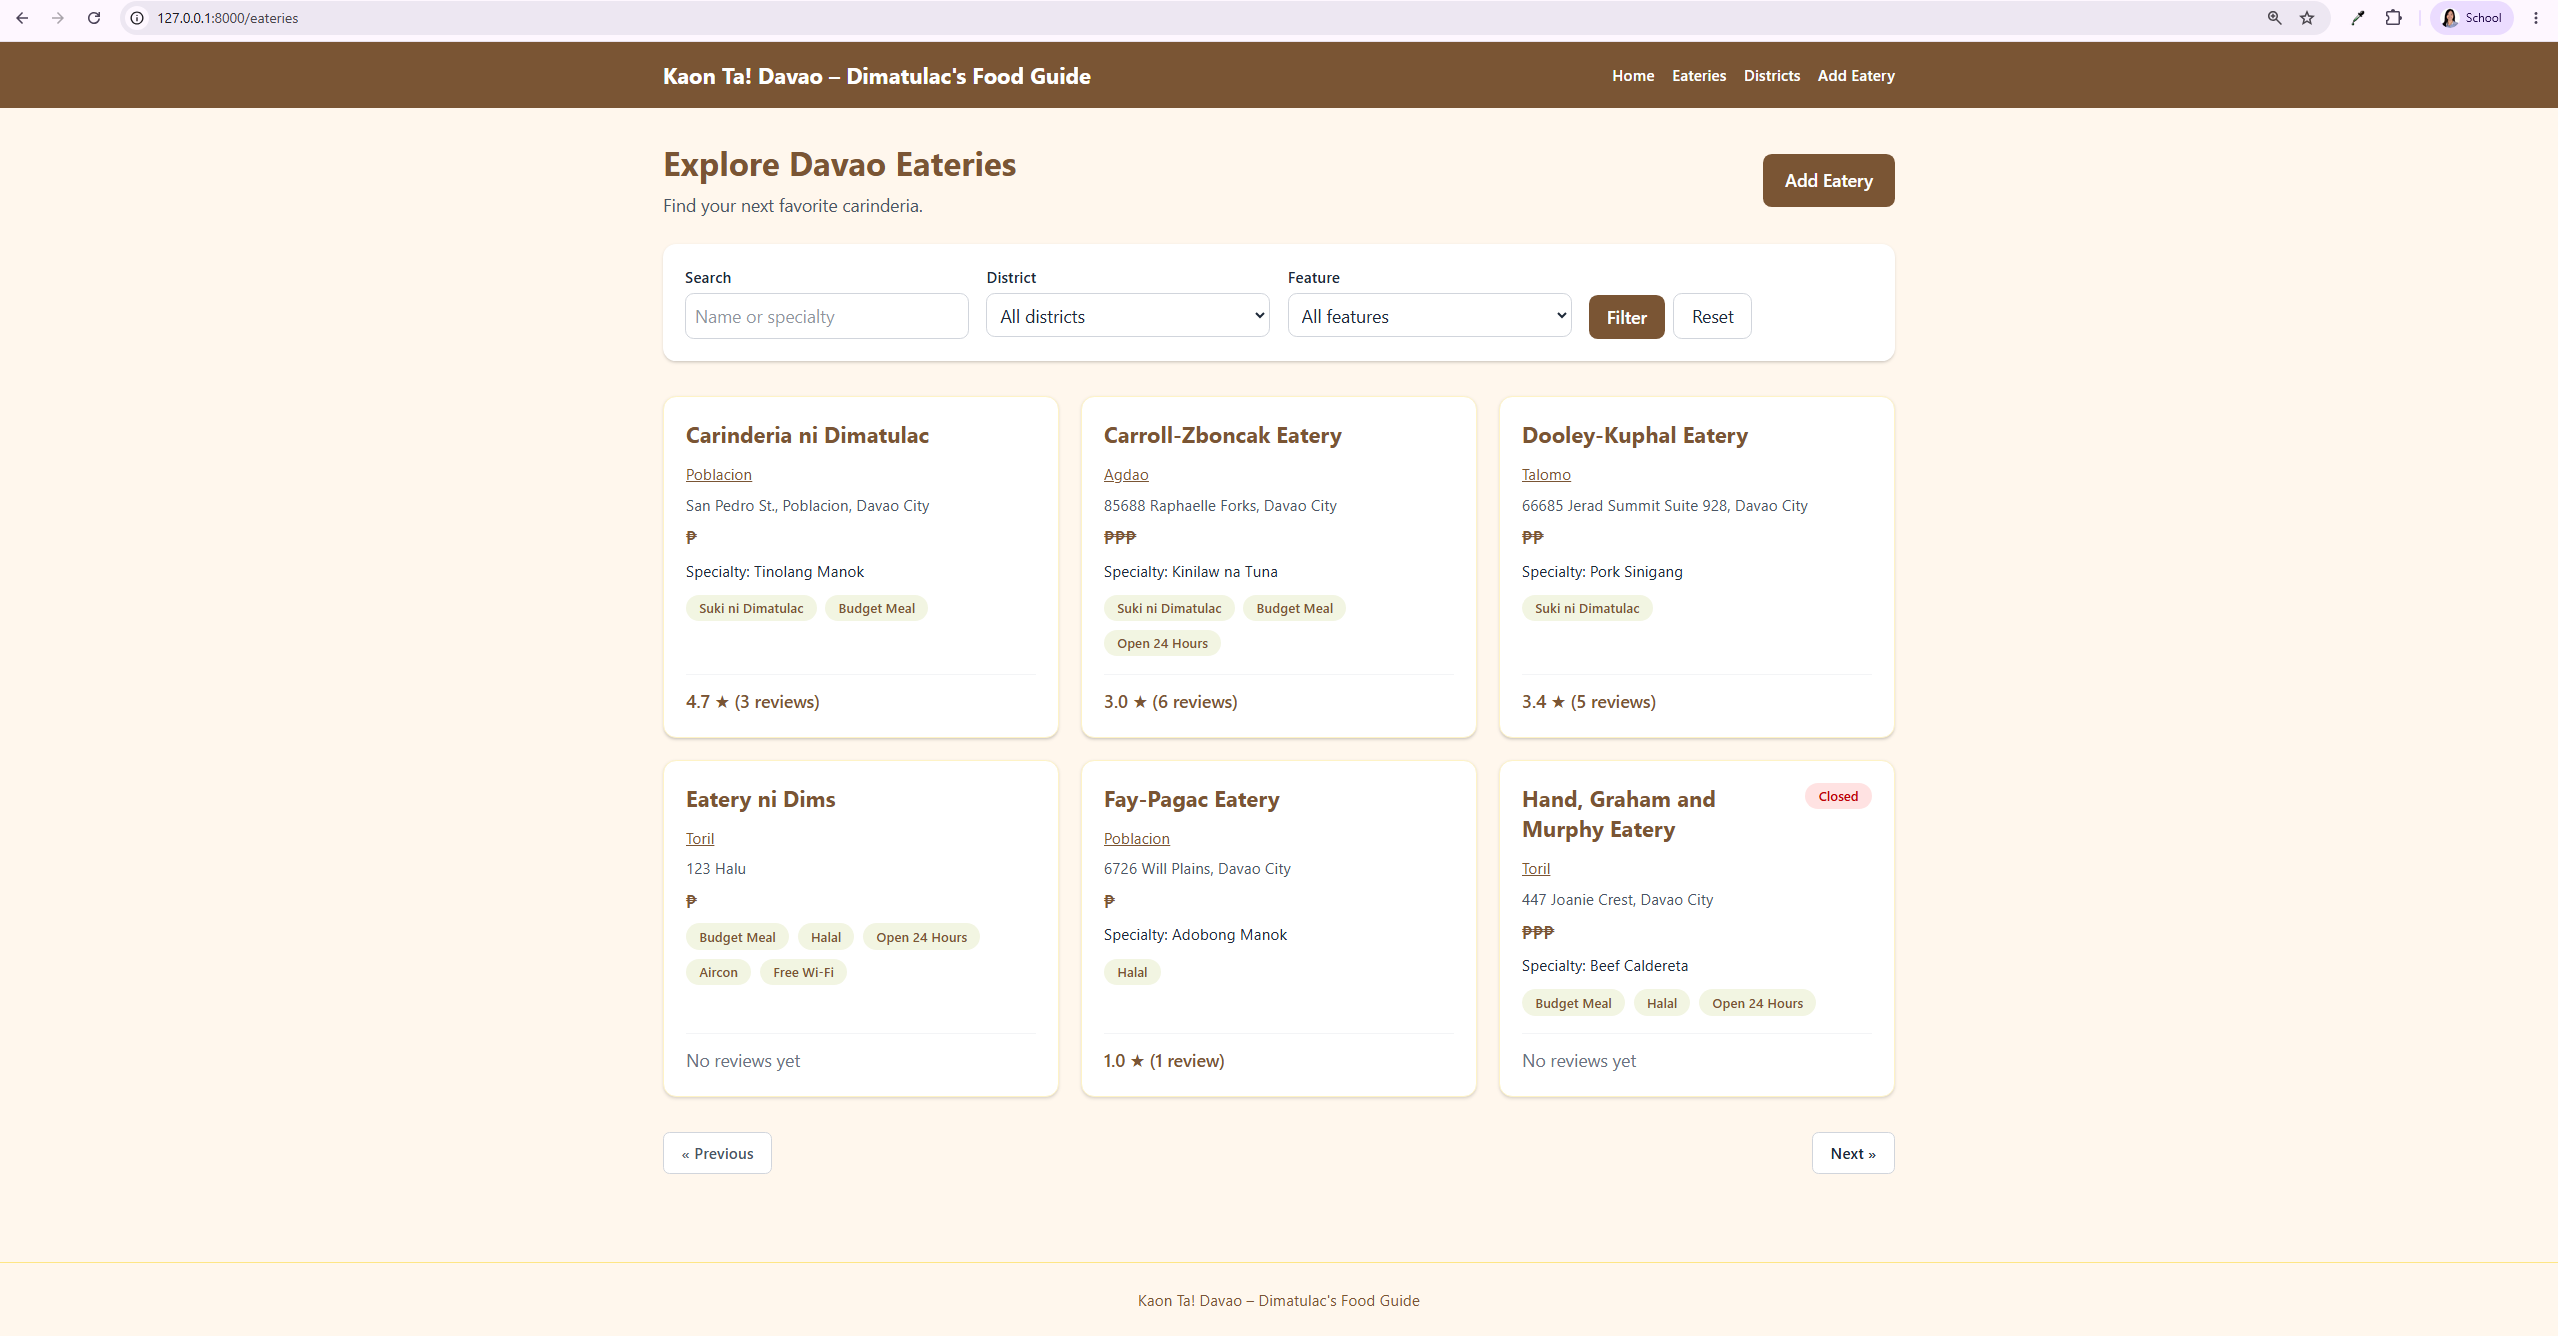 127.0.0.1:8000/eateries
School
Kaon Ta! Davao – Dimatulac's Food Guide
Home Eateries Districts Add Eatery
Explore Davao Eateries
Find your next favorite carinderia.
Add Eatery
Search District Feature
Name or specialty All districts All features Filter Reset
Carinderia ni Dimatulac
Poblacion
San Pedro St., Poblacion, Davao City
₱
Specialty: Tinolang Manok
Suki ni Dimatulac Budget Meal
4.7 ★ (3 reviews)
Carroll-Zboncak Eatery
Agdao
85688 Raphaelle Forks, Davao City
₱₱₱
Specialty: Kinilaw na Tuna
Suki ni Dimatulac Budget Meal
Open 24 Hours
3.0 ★ (6 reviews)
Dooley-Kuphal Eatery
Talomo
66685 Jerad Summit Suite 928, Davao City
₱₱
Specialty: Pork Sinigang
Suki ni Dimatulac
3.4 ★ (5 reviews)
Eatery ni Dims
Toril
123 Halu
₱
Budget Meal Halal Open 24 Hours
Aircon Free Wi-Fi
No reviews yet
Fay-Pagac Eatery
Poblacion
6726 Will Plains, Davao City
₱
Specialty: Adobong Manok
Halal
1.0 ★ (1 review)
Hand, Graham and
Murphy Eatery
Closed
Toril
447 Joanie Crest, Davao City
₱₱₱
Specialty: Beef Caldereta
Budget Meal Halal Open 24 Hours
No reviews yet
« Previous
Next »
Kaon Ta! Davao – Dimatulac's Food Guide